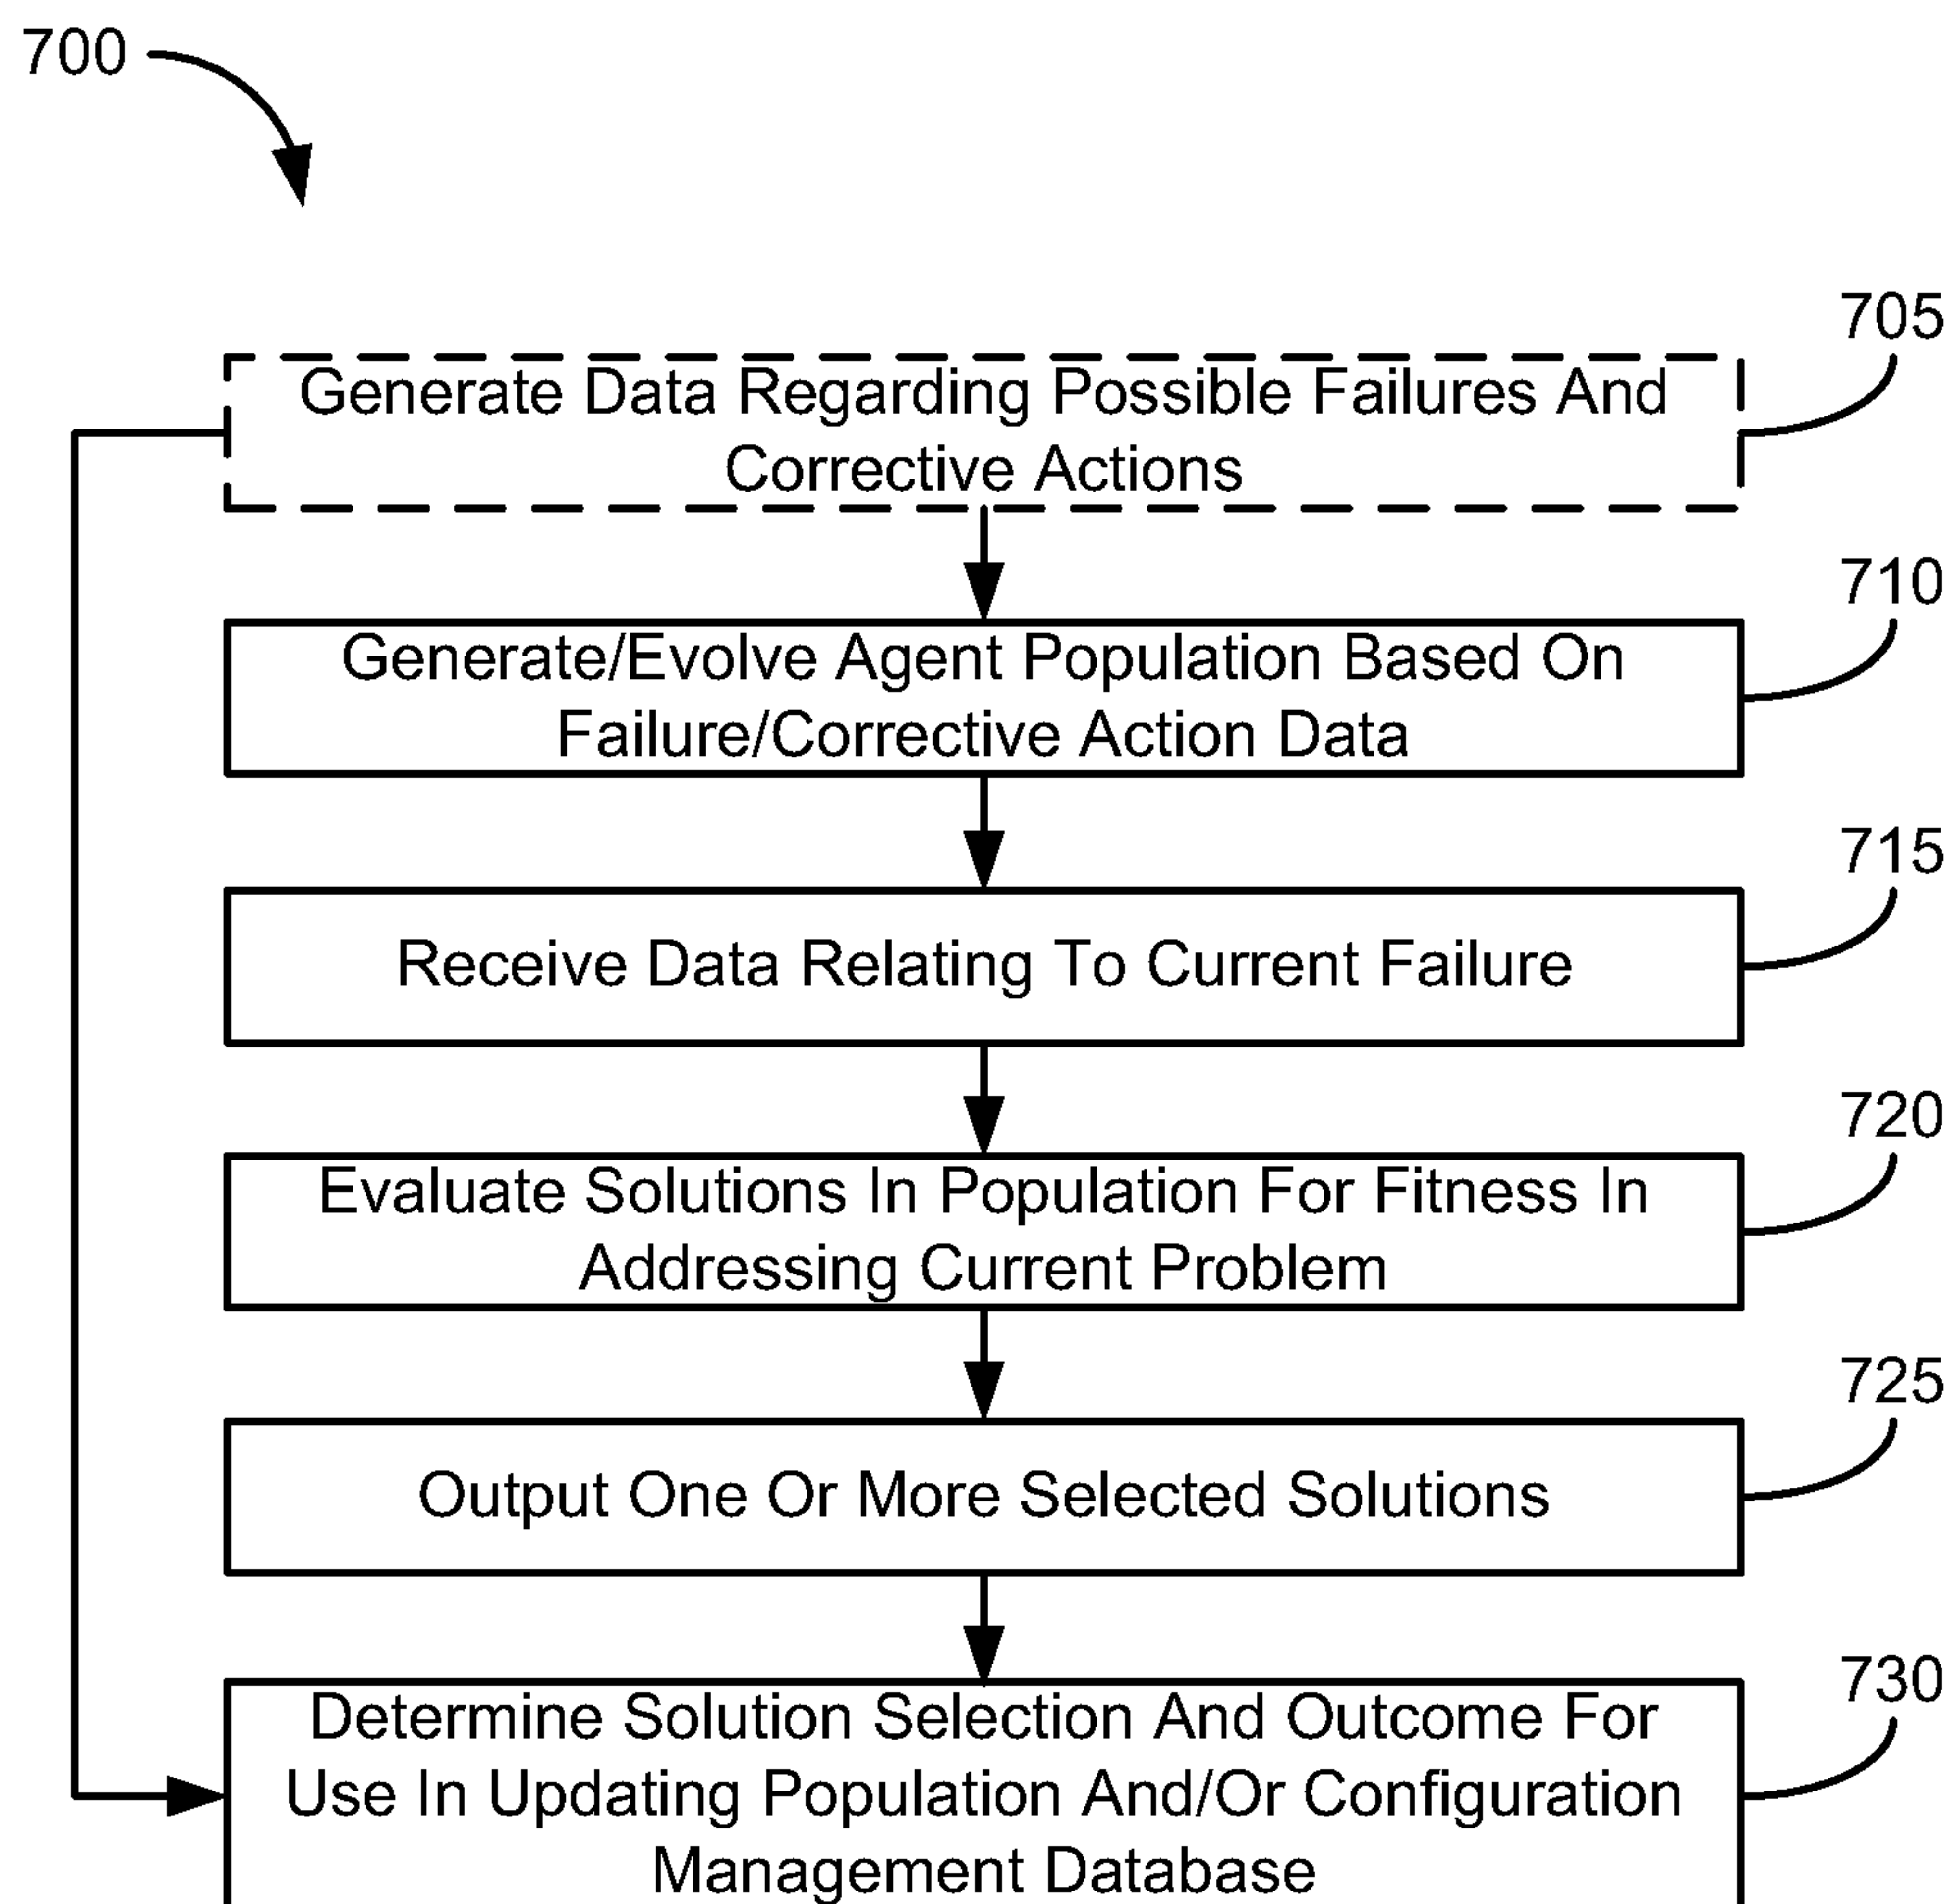 700
705
Generate Data Regarding Possible Failures And
Corrective Actions
710
Generate/Evolve Agent Population Based On
Failure/Corrective Action Data
715
Receive Data Relating To Current Failure
720
Evaluate Solutions In Population For Fitness In
Addressing Current Problem
725
Output One Or More Selected Solutions
730
Determine Solution Selection And Outcome For
Use In Updating Population And/Or Configuration
Management Database